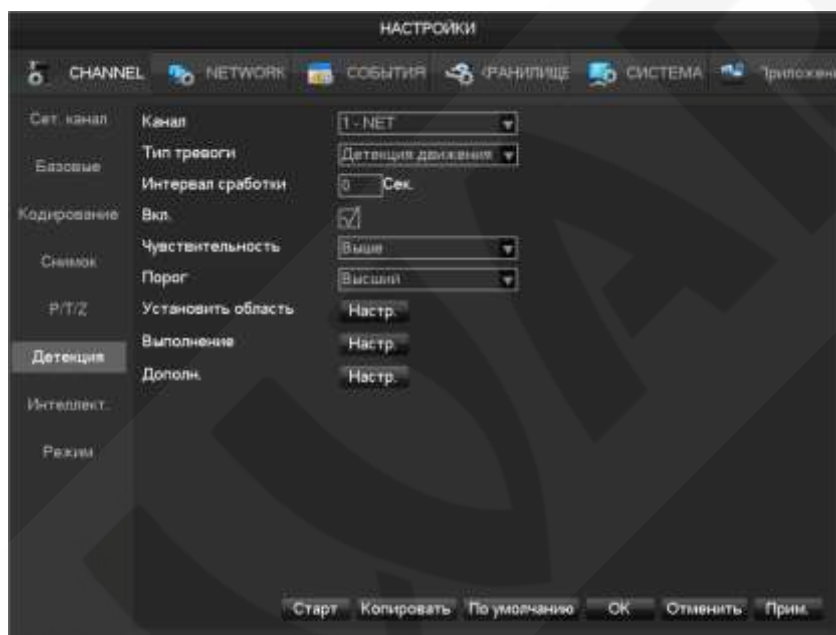 НАСТРОЙКИ
CHANNEL NETWORK СОБЫТИЯ ХРАНИЛИЩЕ СИСТЕМА Приложен
Сет. канал
Базовые
Кодирование
Снимок
P/T/Z
Детекция
Интеллект.
Режим
Канал 1 - NET
Тип тревоги Детекция движения
Интервал сработки 0 Сек.
Вкл.
Чувствительность Выше
Порог Высший
Установить область Настр.
Выполнение Настр.
Дополн. Настр.
Старт Копировать По умолчанию OK Отменить Прим.